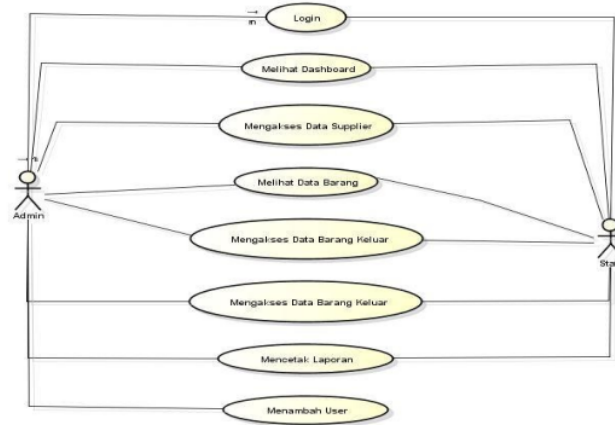 Login
Melihat Dashboard
Mengakses Data Supplier
Melihat Data Barang
Admin
Mengakses Data Barang Keluar
Sta
Mengakses Data Barang Keluar
Mencetak Laporan
Menambah User